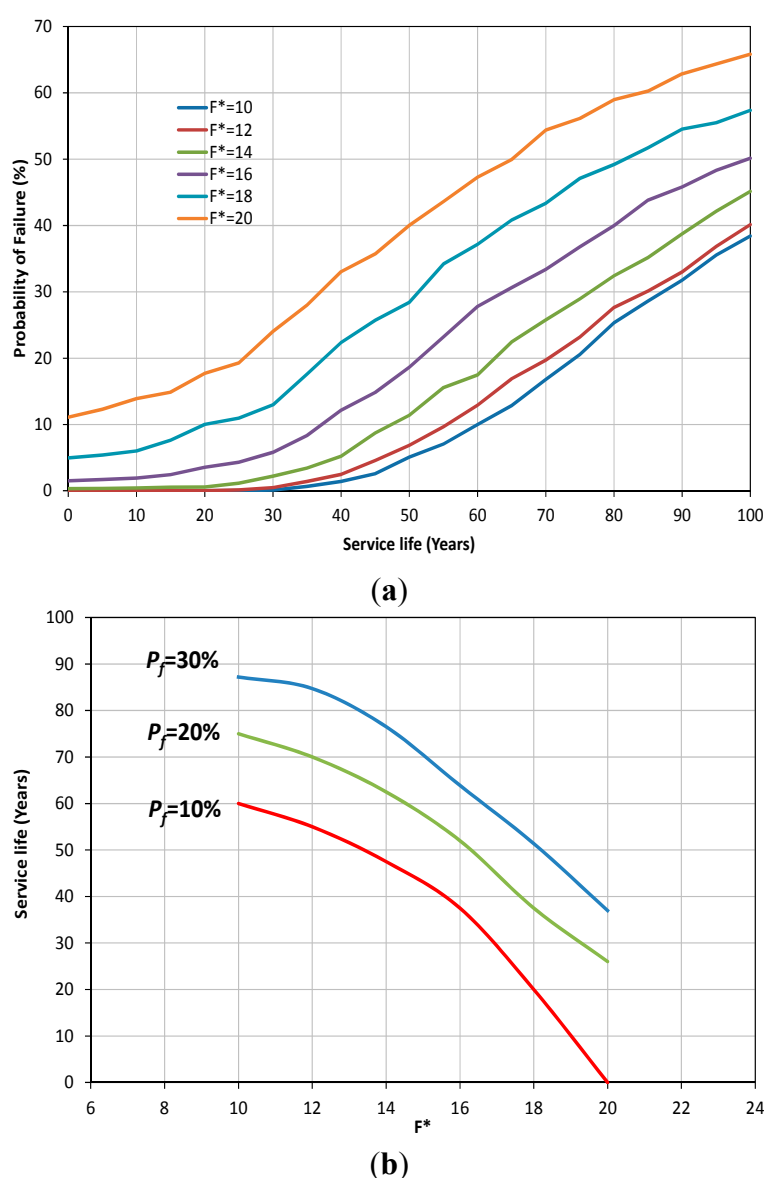 70
60
50
40
30
20
10
0
Probability of Failure (%)
F*=10
F*=12
F*=14
F*=16
F*=18
F*=20
0 10 20 30 40 50 60 70 80 90 100
Service life (Years)
(a)
100
90
80
70
60
50
40
30
20
10
0
Service life (Years)
Pf=30%
Pf=20%
Pf=10%
6 8 10 12 14 16 18 20 22 24
F*
(b)